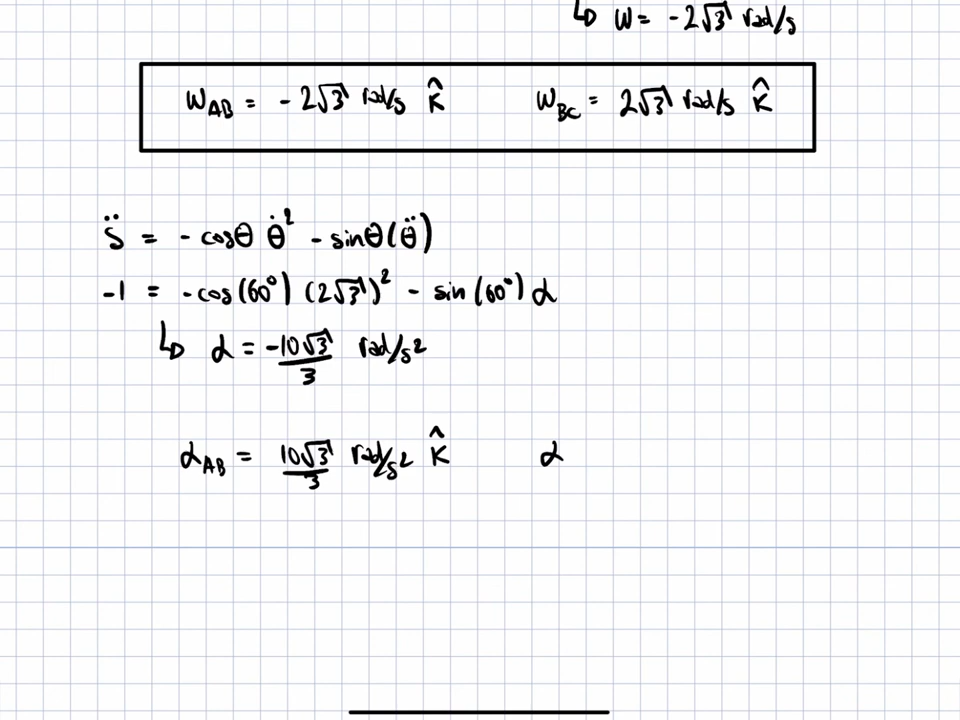 ↳ ω = -2√3 rad/s
ω_AB = -2√3 rad/s k̂   ω_BC = 2√3 rad/s k̂
s̈ = -cosθ θ̇² - sinθ(θ̈)
-1 = -cos(60°) (2√3)² - sin(60°) α
↳ α = -10√3/3 rad/s²
α_AB = 10√3/3 rad/s² k̂   α